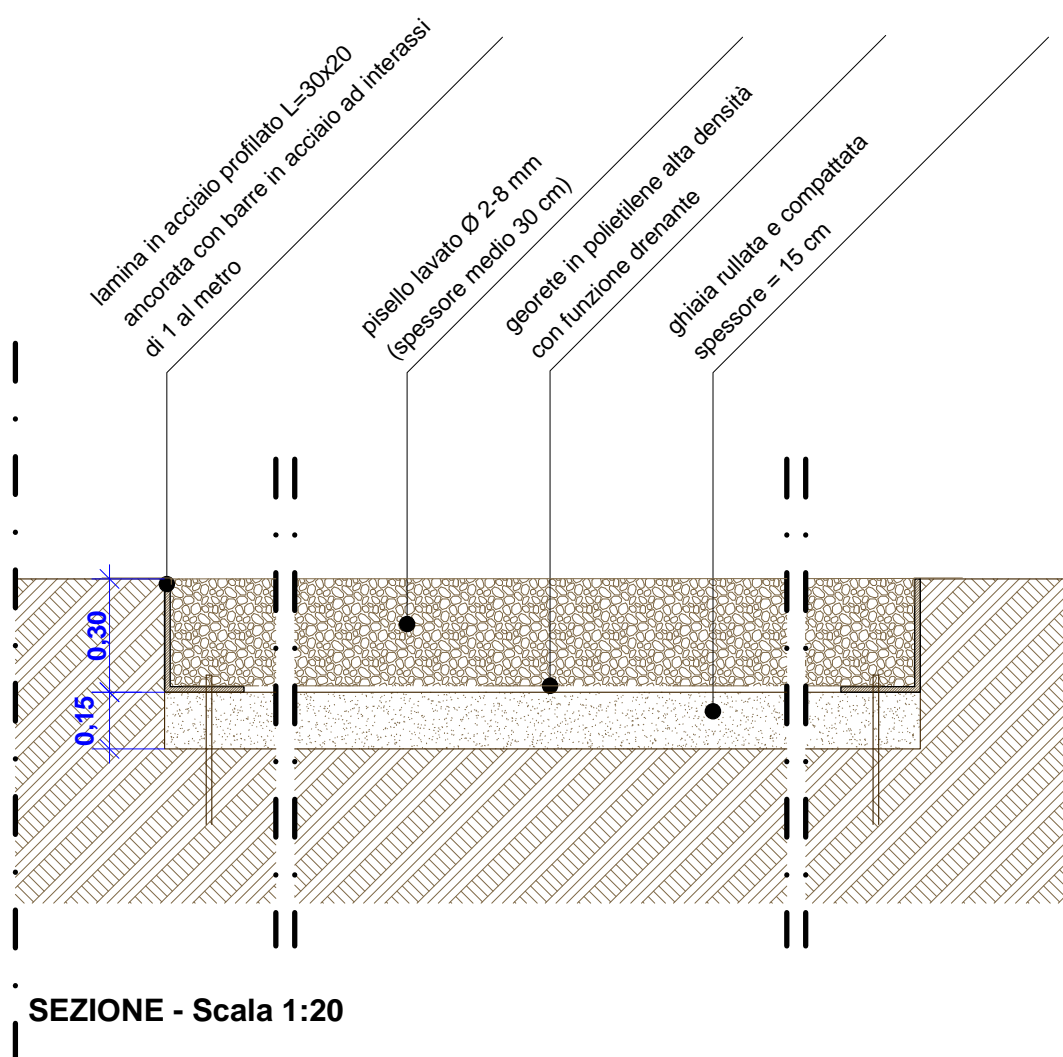 lamina in acciaio profilato L=30x20
ancorata con barre in acciaio ad interassi
di 1 al metro
pisello lavato Ø 2-8 mm
(spessore medio 30 cm)
georete in polietilene alta densità
con funzione drenante
ghiaia rullata e compattata
spessore = 15 cm
0,30
0,15
SEZIONE - Scala 1:20